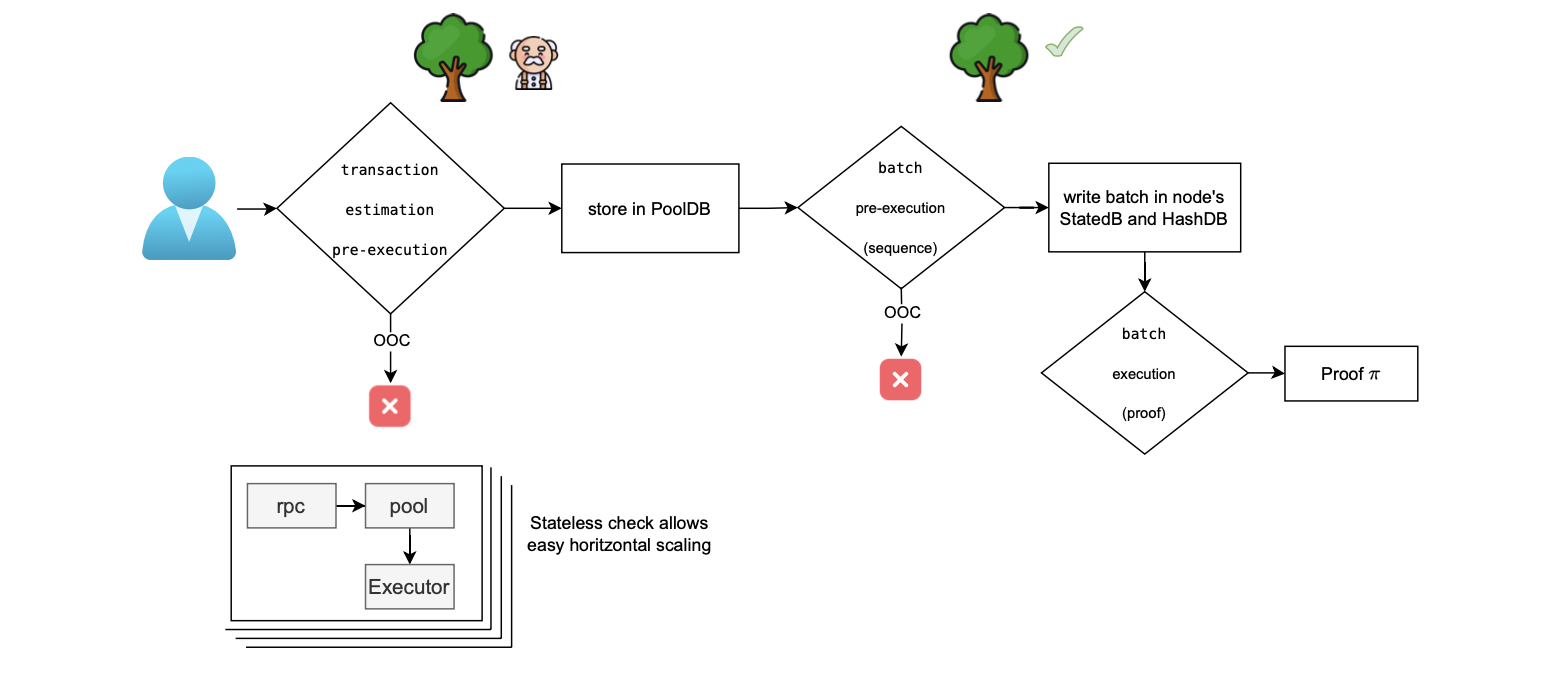 transaction
estimation
pre-execution
OOC
store in PoolDB
batch
pre-execution
(sequence)
OOC
write batch in node's
StatedB and HashDB
batch
execution
(proof)
Proof π
rpc
pool
Executor
Stateless check allows
easy horitzontal scaling